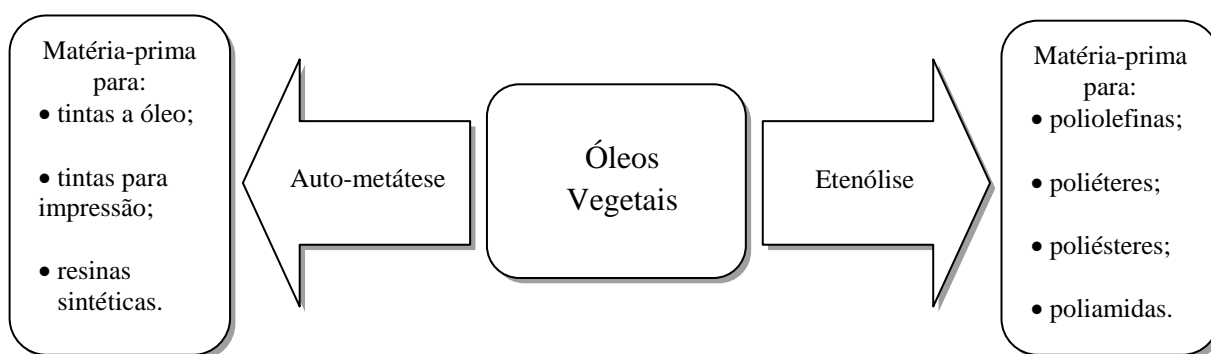 Matéria-prima
para:
• tintas a óleo;
• tintas para
impressão;
• resinas
sintéticas.
Auto-metátese
Óleos
Vegetais
Etenólise
Matéria-prima
para:
• poliolefinas;
• poliéteres;
• poliésteres;
• poliamidas.